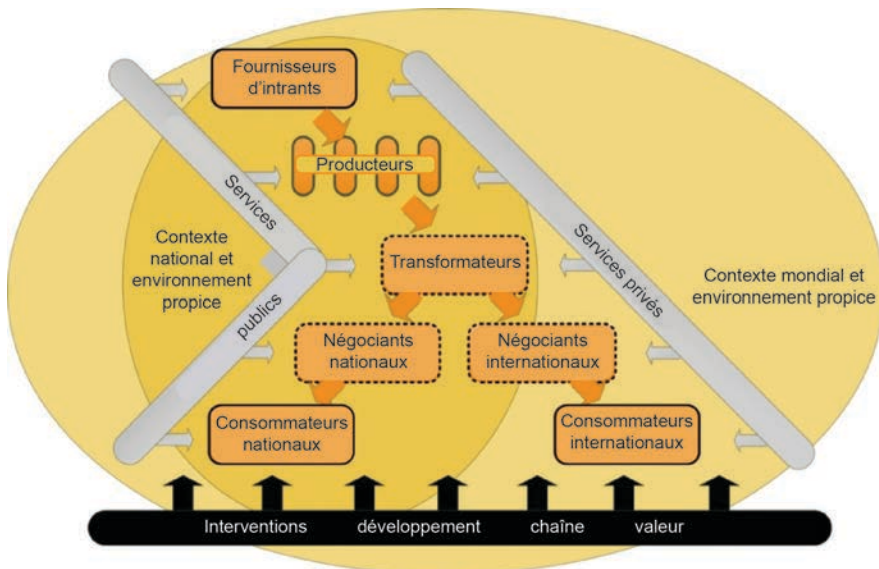 Fournisseurs
d'intrants
Producteurs
Services
publics
Contexte
national et
environnement
propice
Transformateurs
Services privés
Contexte mondial et
environnement propice
Négociants
nationaux
Négociants
internationaux
Consommateurs
nationaux
Consommateurs
internationaux
Interventions développement chaîne valeur